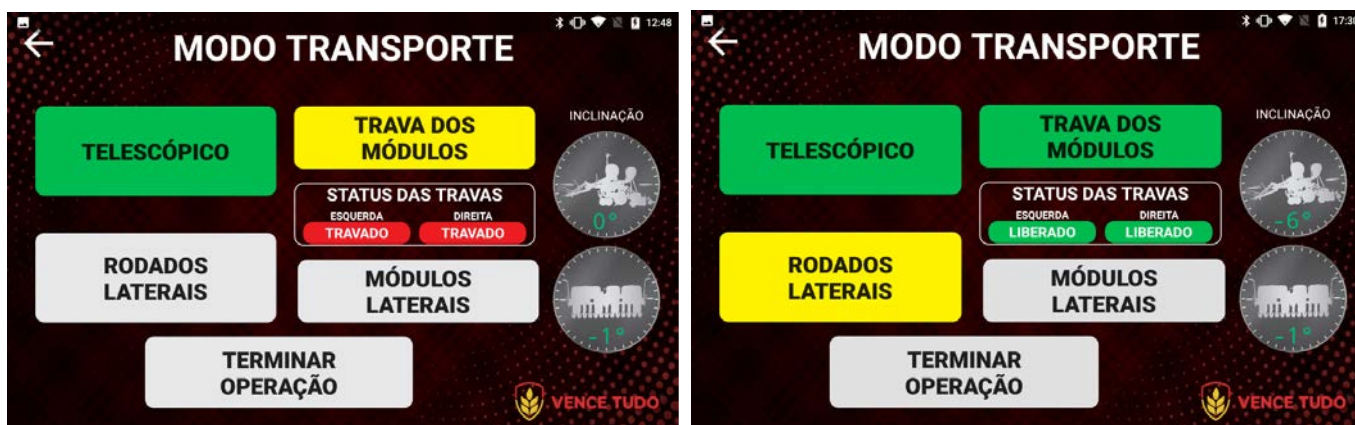 12:48
MODO TRANSPORTE
TELESCÓPICO
TRAVA DOS
MÓDULOS
INCLINAÇÃO
0°
STATUS DAS TRAVAS
ESQUERDA DIREITA
TRAVADO TRAVADO
RODADOS
LATERAIS
MÓDULOS
LATERAIS
-1°
TERMINAR
OPERAÇÃO
VENCE TUDO
17:30
MODO TRANSPORTE
TELESCÓPICO
TRAVA DOS
MÓDULOS
INCLINAÇÃO
-6°
STATUS DAS TRAVAS
ESQUERDA DIREITA
LIBERADO LIBERADO
RODADOS
LATERAIS
MÓDULOS
LATERAIS
-1°
TERMINAR
OPERAÇÃO
VENCE TUDO